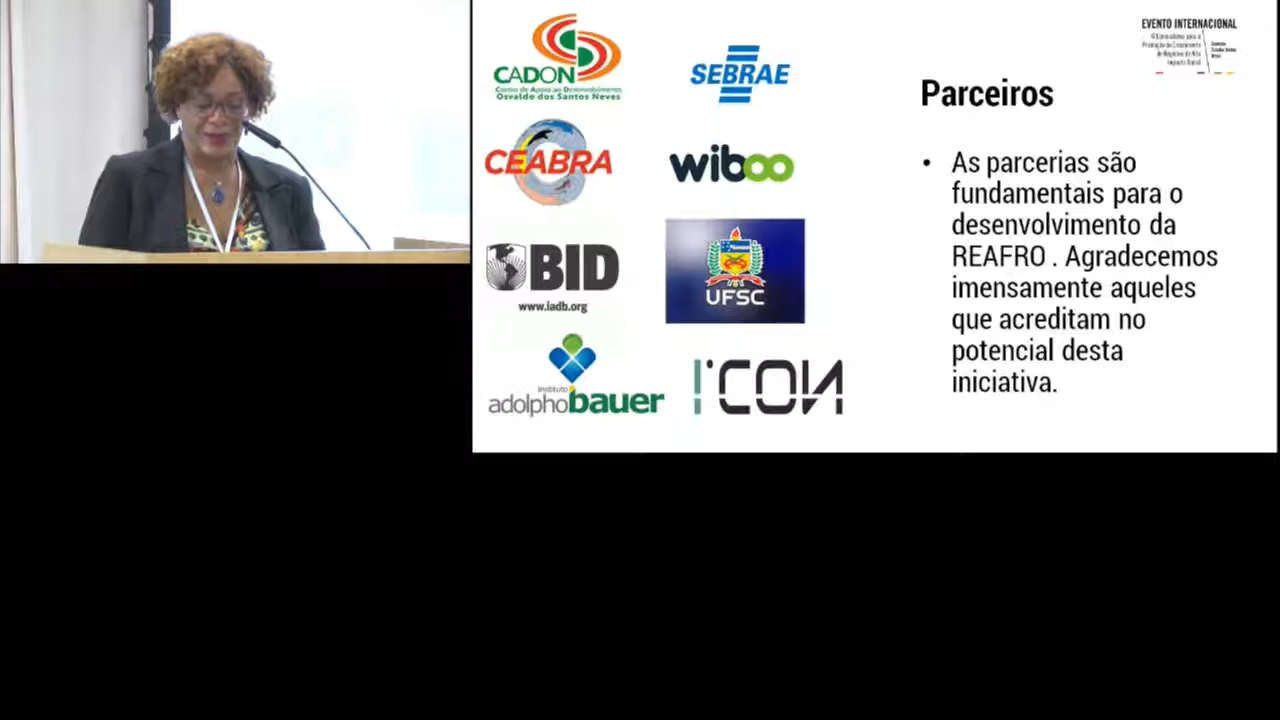 CADON
Centro de Apoio ao Desenvolvimento
Osvaldo dos Santos Neves
SEBRAE
CEABRA
wiboo
BID
www.iadb.org
UFSC
instituto
adolphobauer
I'CON
EVENTO INTERNACIONAL
Parceiros
• As parcerias são
fundamentais para o
desenvolvimento da
REAFRO . Agradecemos
imensamente aqueles
que acreditam no
potencial desta
iniciativa.